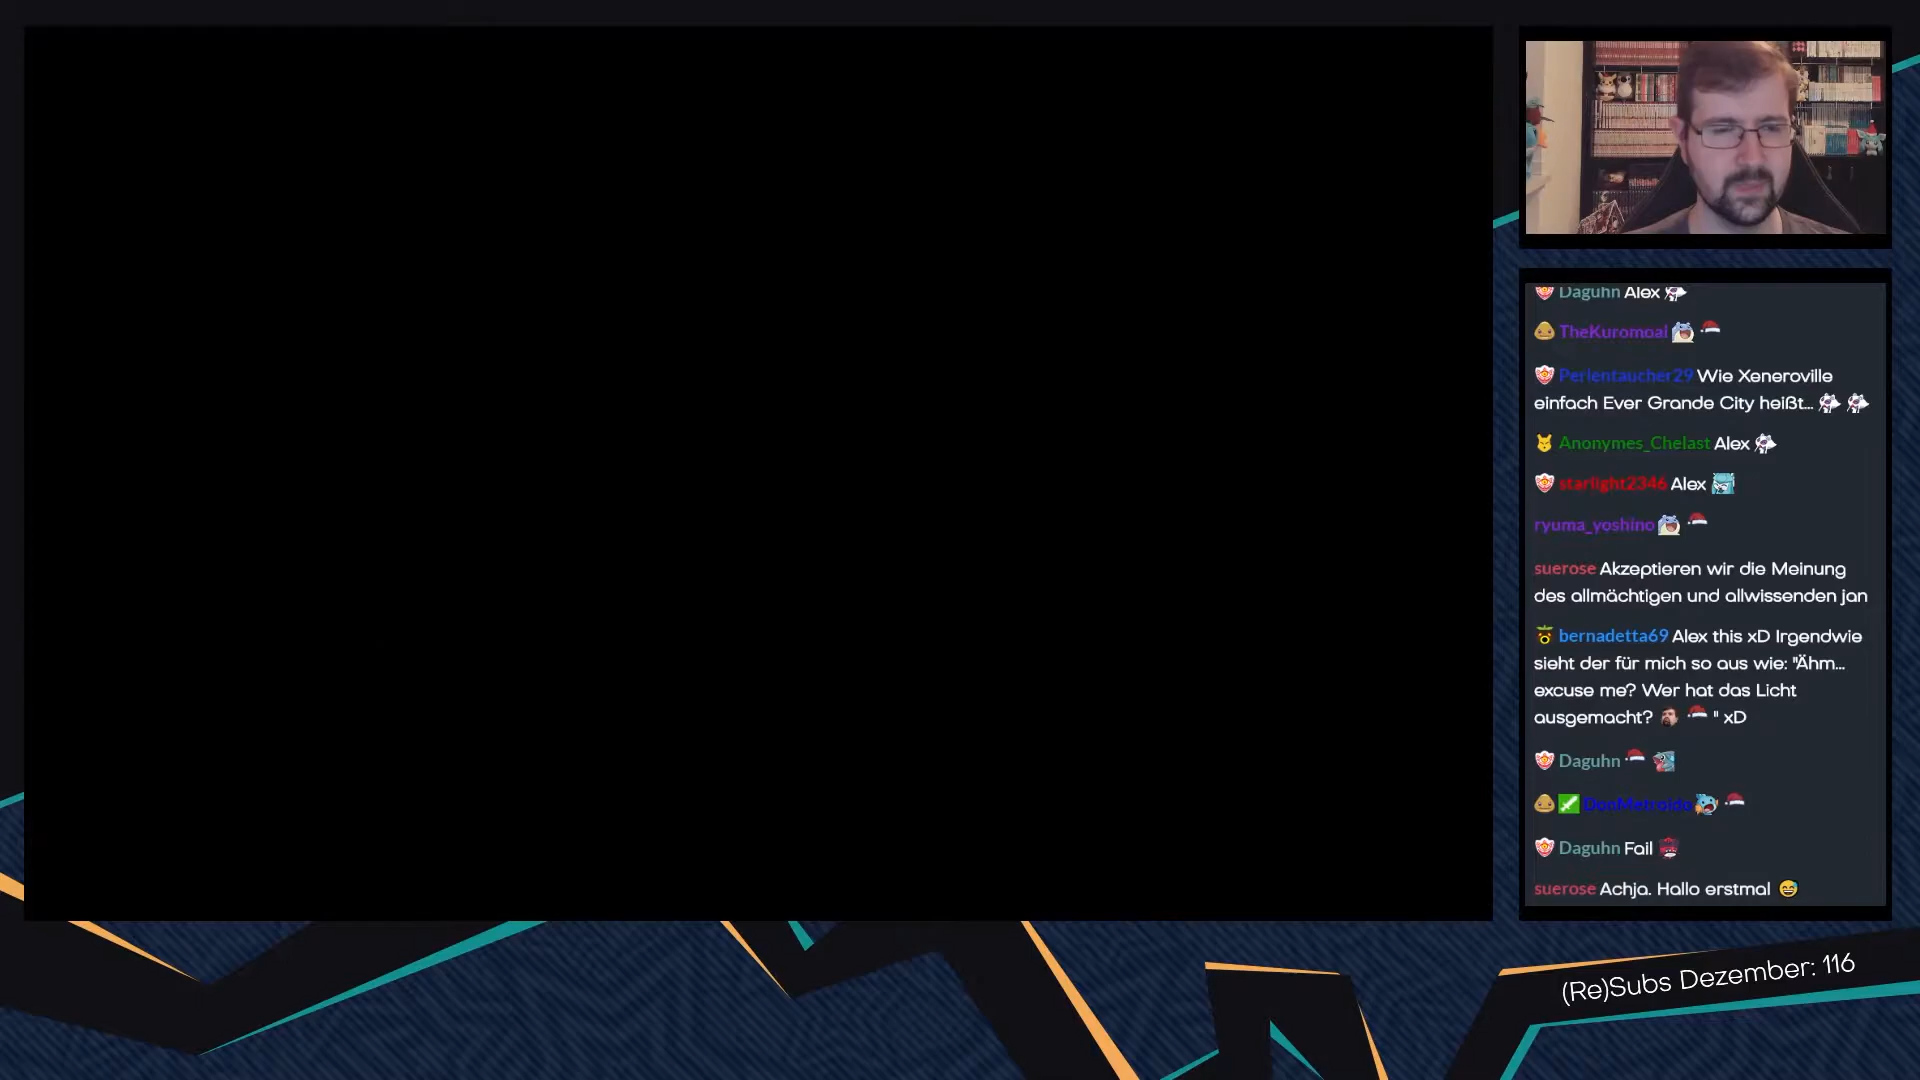 Daguhn Alex
TheKuromoal
Perlentaucher29 Wie Xeneroville
einfach Ever Grande City heißt...
Anonymes_Chelast Alex
starlight2346 Alex
ryuma_yoshino
suerose Akzeptieren wir die Meinung
des allmächtigen und allwissenden jan
bernadetta69 Alex this xD Irgendwie
sieht der für mich so aus wie: "Ähm...
excuse me? Wer hat das Licht
ausgemacht? " xD
Daguhn
DonMetroido
Daguhn Fail
suerose Achja. Hallo erstmal 😅
(Re)Subs Dezember: 116